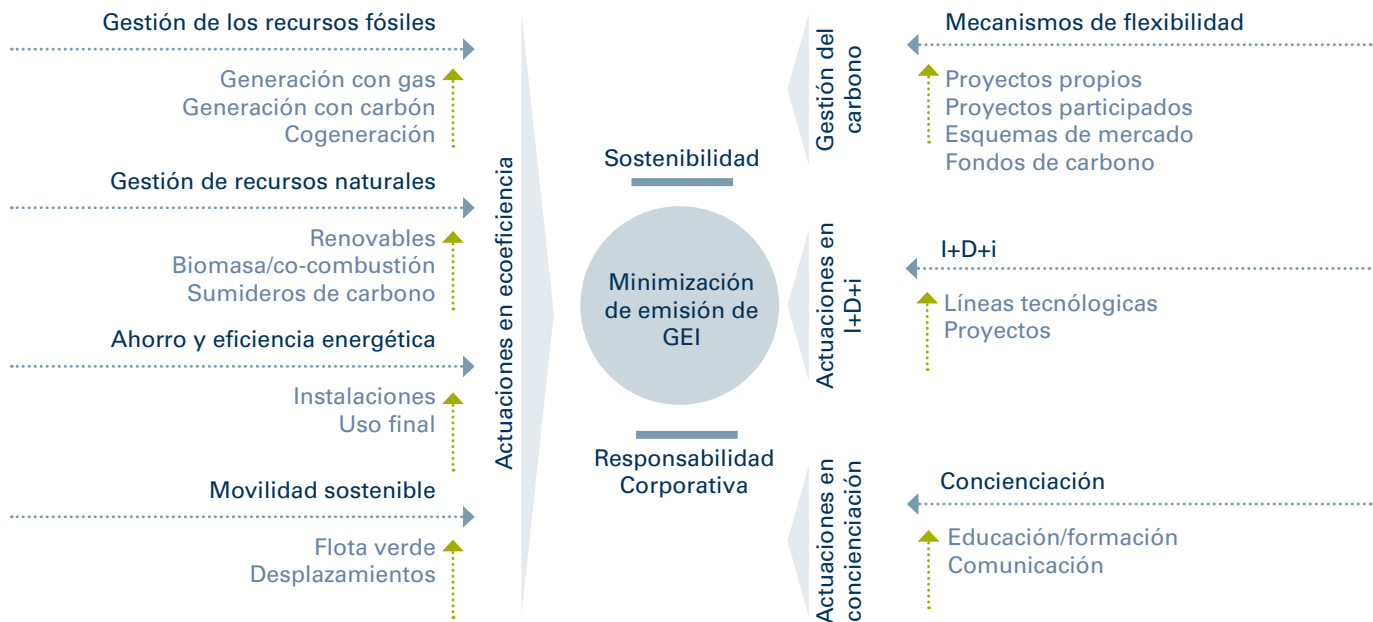 Gestión de los recursos fósiles
Generación con gas
Generación con carbón
Cogeneración
Gestión de recursos naturales
Renovables
Biomasa/co-combustión
Sumideros de carbono
Ahorro y eficiencia energética
Instalaciones
Uso final
Movilidad sostenible
Flota verde
Desplazamientos
Actuaciones en ecoeficiencia
Sostenibilidad
Minimización
de emisión de
GEI
Responsabilidad
Corporativa
Gestión del
carbono
Actuaciones en
I+D+i
Actuaciones en
concienciación
Mecanismos de flexibilidad
Proyectos propios
Proyectos participados
Esquemas de mercado
Fondos de carbono
I+D+i
Líneas tecnólogicas
Proyectos
Concienciación
Educación/formación
Comunicación